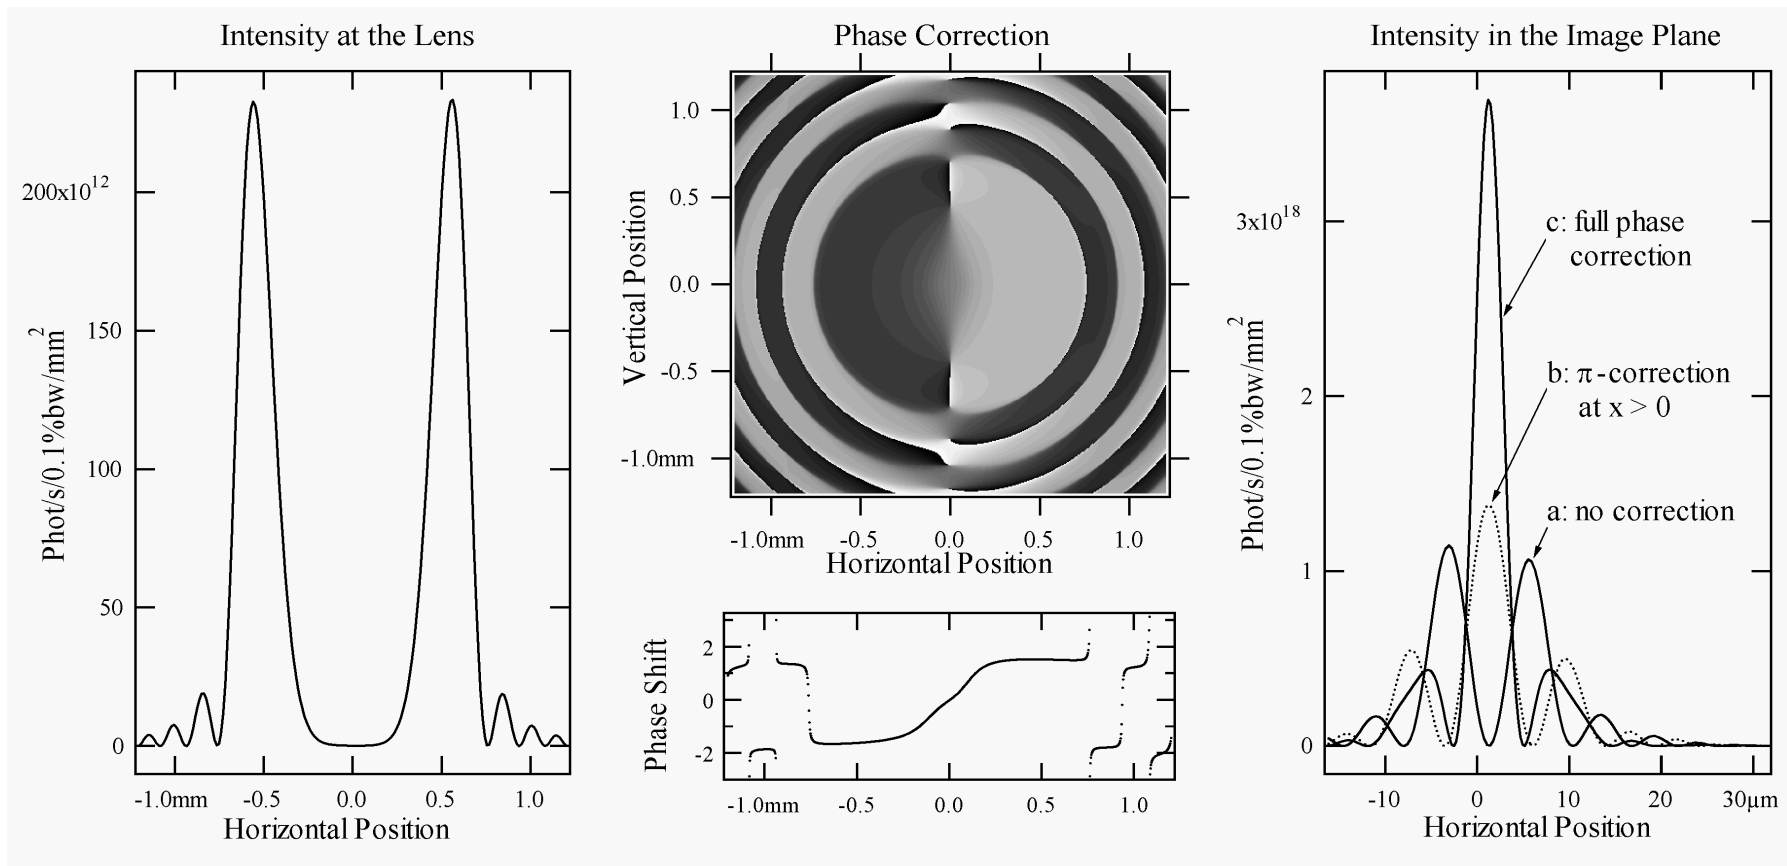 Intensity at the Lens
200x10^12
150
100
50
0
Phot/s/0.1%bw/mm^2
-1.0mm -0.5 0.0 0.5 1.0
Horizontal Position
Phase Correction
1.0
0.5
0.0
-0.5
-1.0mm
Vertical Position
-1.0mm -0.5 0.0 0.5 1.0
Horizontal Position
2
0
-2
Phase Shift
-1.0mm -0.5 0.0 0.5 1.0
Intensity in the Image Plane
3x10^18
2
1
0
Phot/s/0.1%bw/mm^2
c: full phase
correction
b: π-correction
at x > 0
a: no correction
-10 0 10 20 30μm
Horizontal Position